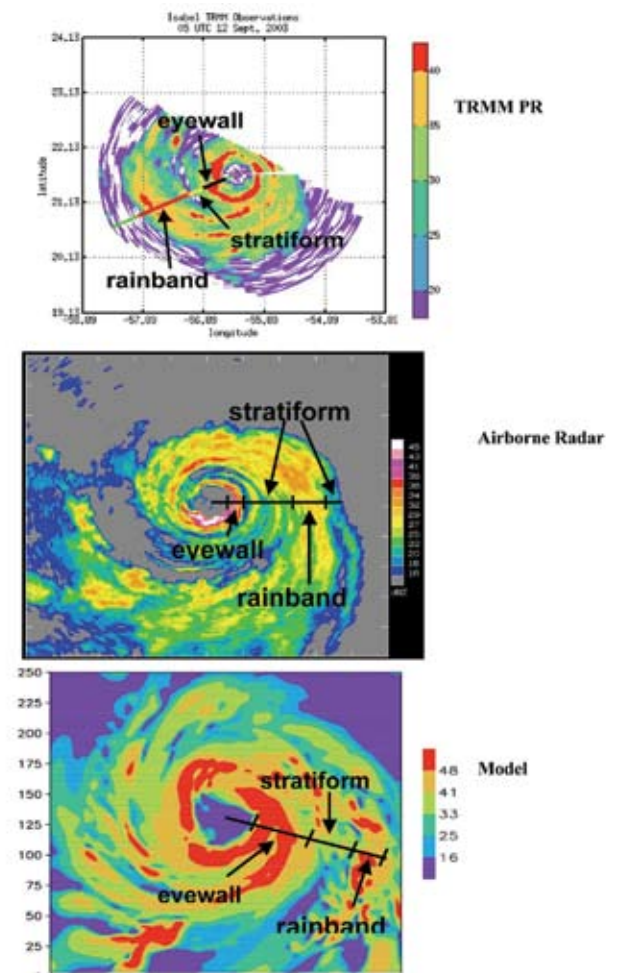 Isabel TRMM Observations
05 UTC 12 Sept, 2003
24.13
23.13
22.13
21.13
20.13
19.13
latitude
eyewall
stratiform
rainband
-58.09 -57.09 -56.09 -55.09 -54.09 -53.09
longitude
40
35
30
25
20
TRMM PR
stratiform
eyewall
rainband
45
43
41
38
36
34
32
29
27
25
22
20
18
16
dBZ
Airborne Radar
250
225
200
175
150
125
100
75
50
25
stratiform
eyewall
rainband
48
41
33
25
16
Model